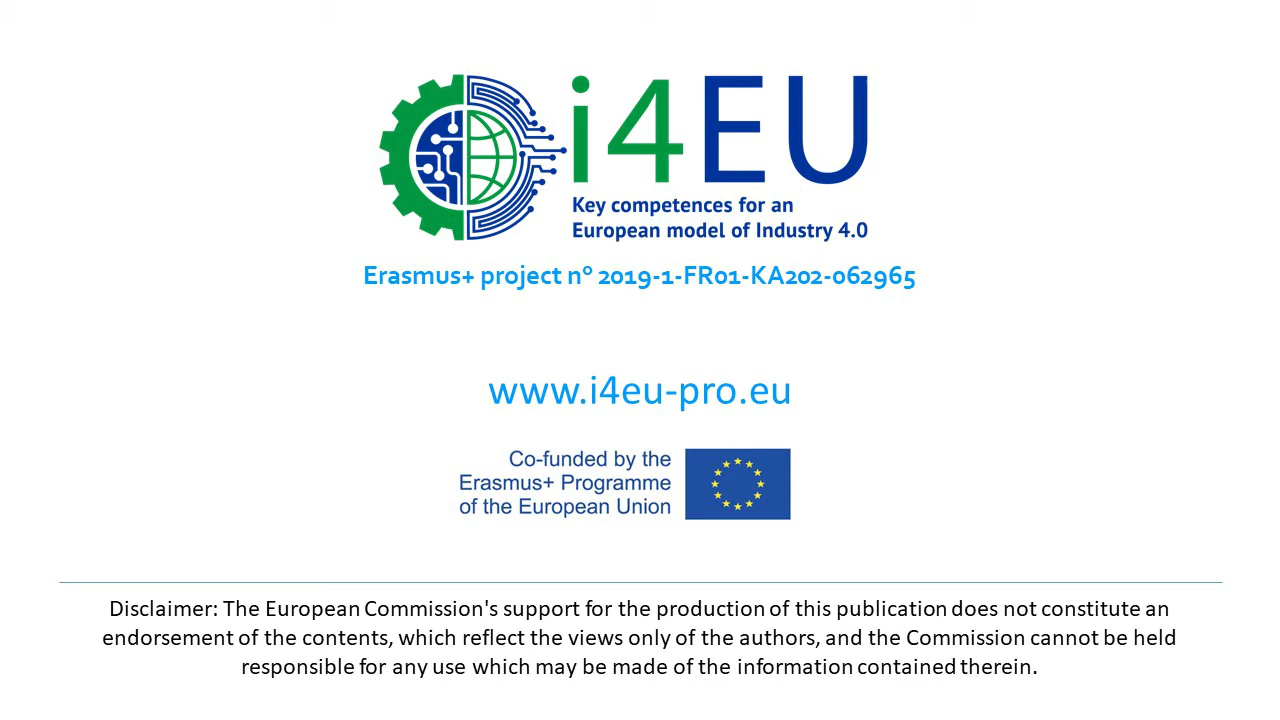 i4EU
Key competences for an
European model of Industry 4.0
Erasmus+ project n° 2019-1-FR01-KA202-062965
www.i4eu-pro.eu
Co-funded by the
Erasmus+ Programme
of the European Union
Disclaimer: The European Commission's support for the production of this publication does not constitute an
endorsement of the contents, which reflect the views only of the authors, and the Commission cannot be held
responsible for any use which may be made of the information contained therein.